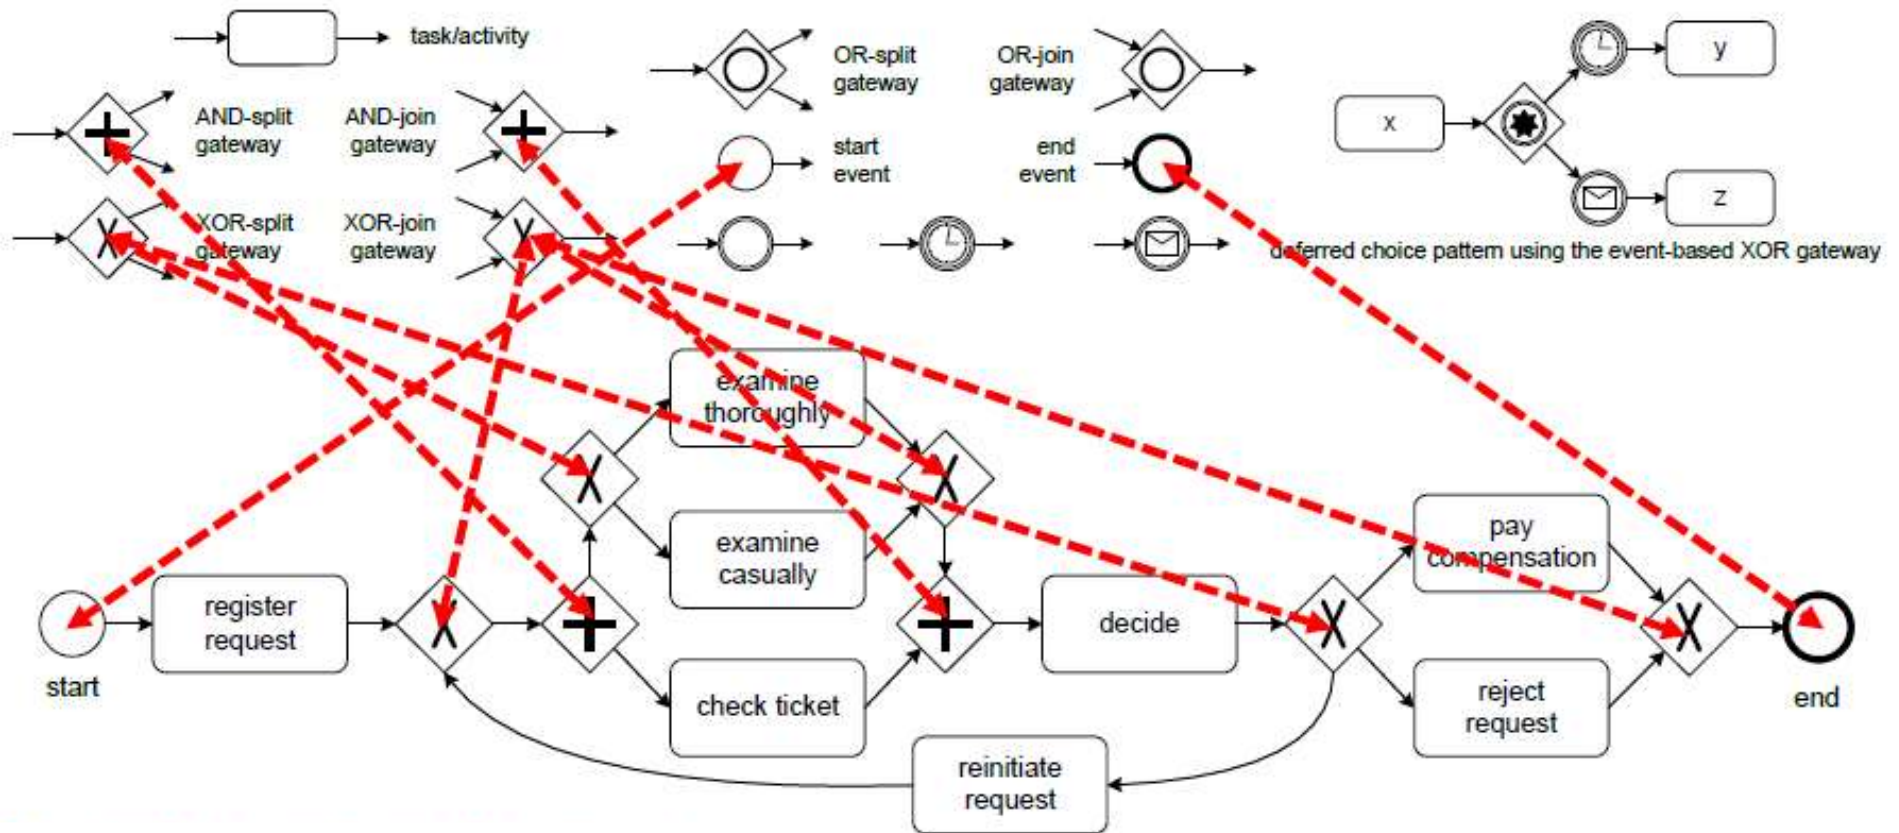 task/activity
OR-split
gateway
OR-join
gateway
y
AND-split
gateway
AND-join
gateway
x
start
event
end
event
z
XOR-split
gateway
XOR-join
gateway
deferred choice pattern using the event-based XOR gateway
examine
thoroughly
examine
casually
pay
compensation
register
request
decide
start
check ticket
reject
request
end
reinitiate
request